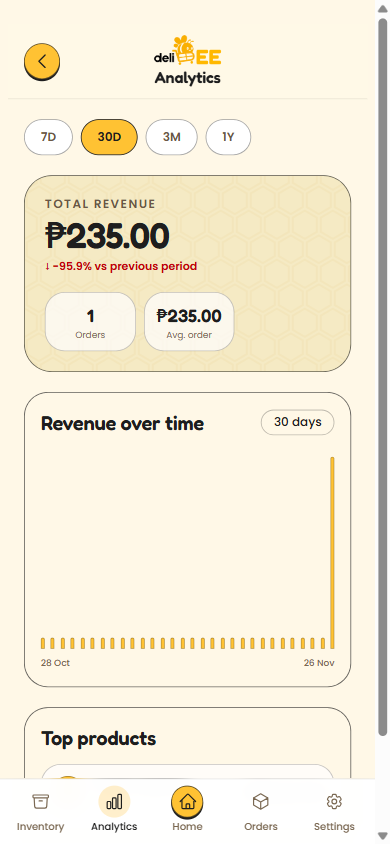 deli BEE
Analytics
7D 30D 3M 1Y
TOTAL REVENUE
₱235.00
↓ -95.9% vs previous period
1 ₱235.00
Orders Avg. order
Revenue over time 30 days
28 Oct 26 Nov
Top products
Inventory Analytics Home Orders Settings